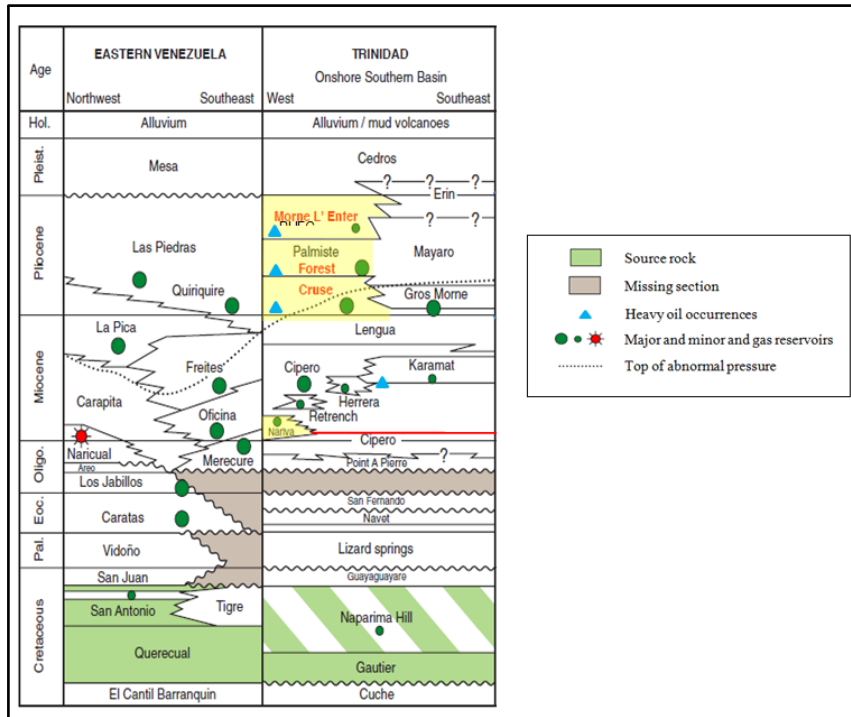 EASTERN VENEZUELA
TRINIDAD
Onshore Southern Basin
Age
Northwest Southeast
West Southeast
Hol.
Alluvium
Alluvium / mud volcanoes
Pleist.
Mesa
Cedros
? ? ?
Erin
? ?
Pliocene
Morne L' Enter
Las Piedras
Palmiste
Mayaro
Forest
Quiriquire
Cruse
Gros Morne
Miocene
La Pica
Lengua
Freites
Cipero
Karamat
Carapita
Herrera
Oficina
Retrench
Nariva
Cipero
Oligo.
Naricual
Merecure
Areo
Point A Pierre
?
Los Jabillos
Eoc.
San Fernando
Caratas
Navet
Pal.
Vidoño
Lizard springs
San Juan
Guayaguayare
Cretaceous
San Antonio
Tigre
Naparima Hill
Querecual
Gautier
El Cantil Barranquin
Cuche
Source rock
Missing section
Heavy oil occurrences
Major and minor and gas reservoirs
Top of abnormal pressure